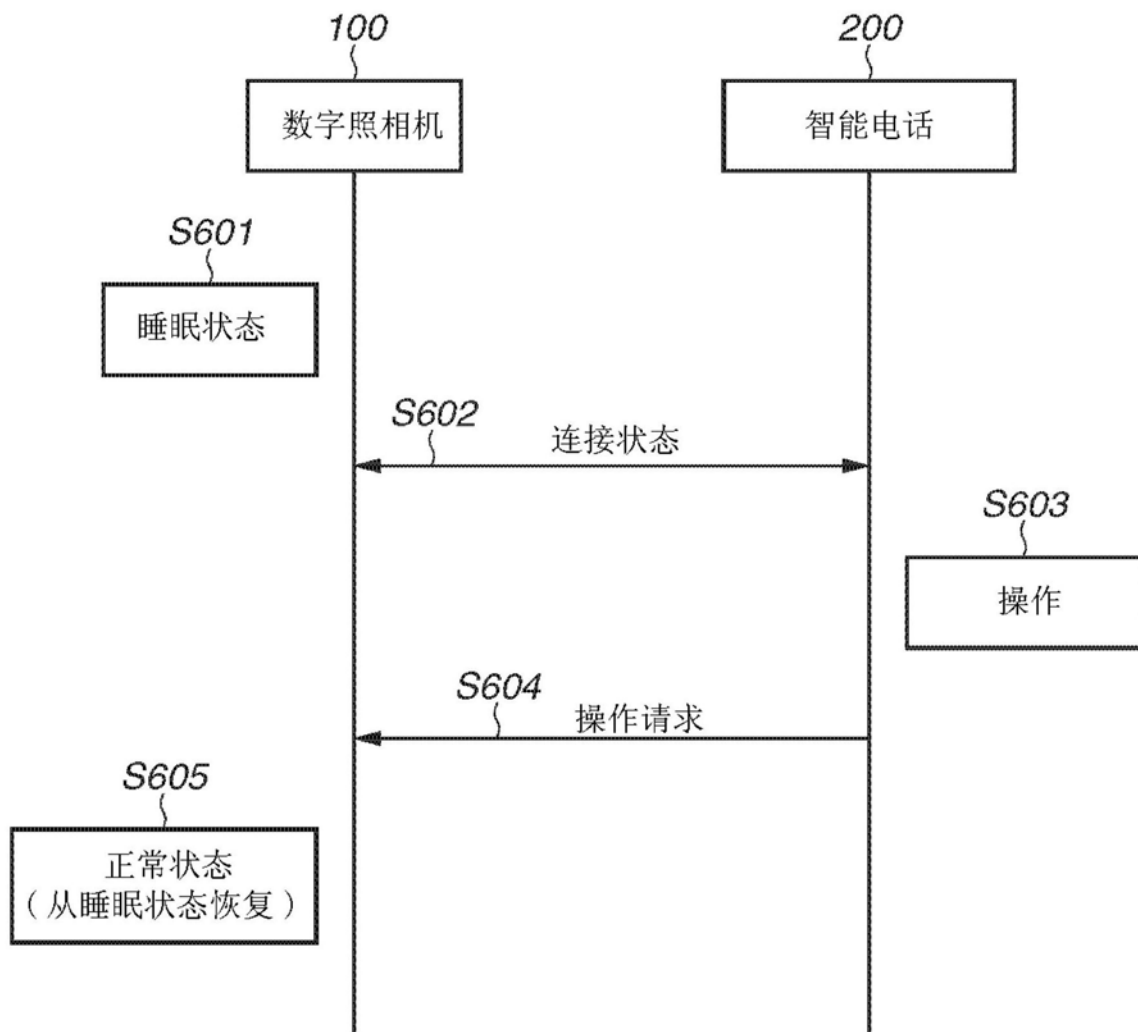 100
200
数字照相机
智能电话
S601
睡眠状态
S602
连接状态
S603
操作
S604
操作请求
S605
正常状态
(从睡眠状态恢复)